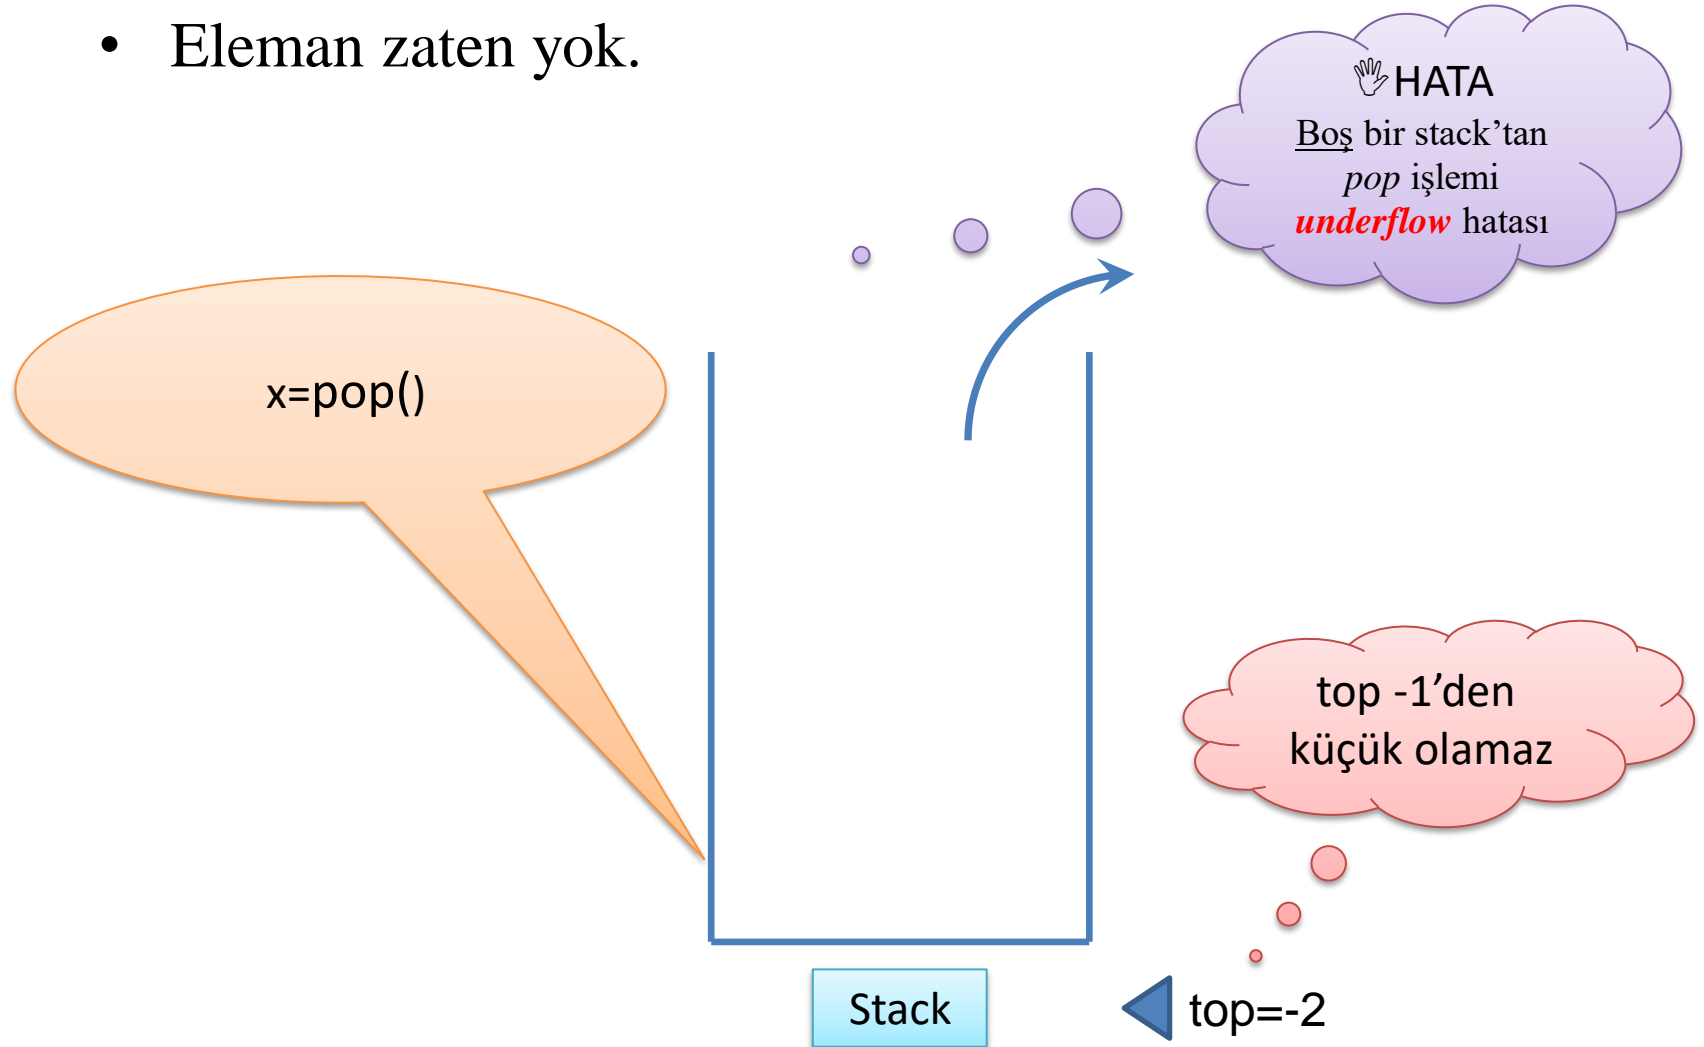 • Eleman zaten yok.
🖐HATA
Boş bir stack’tan
pop işlemi
underflow hatası
x=pop()
top -1’den
küçük olamaz
Stack
top=-2